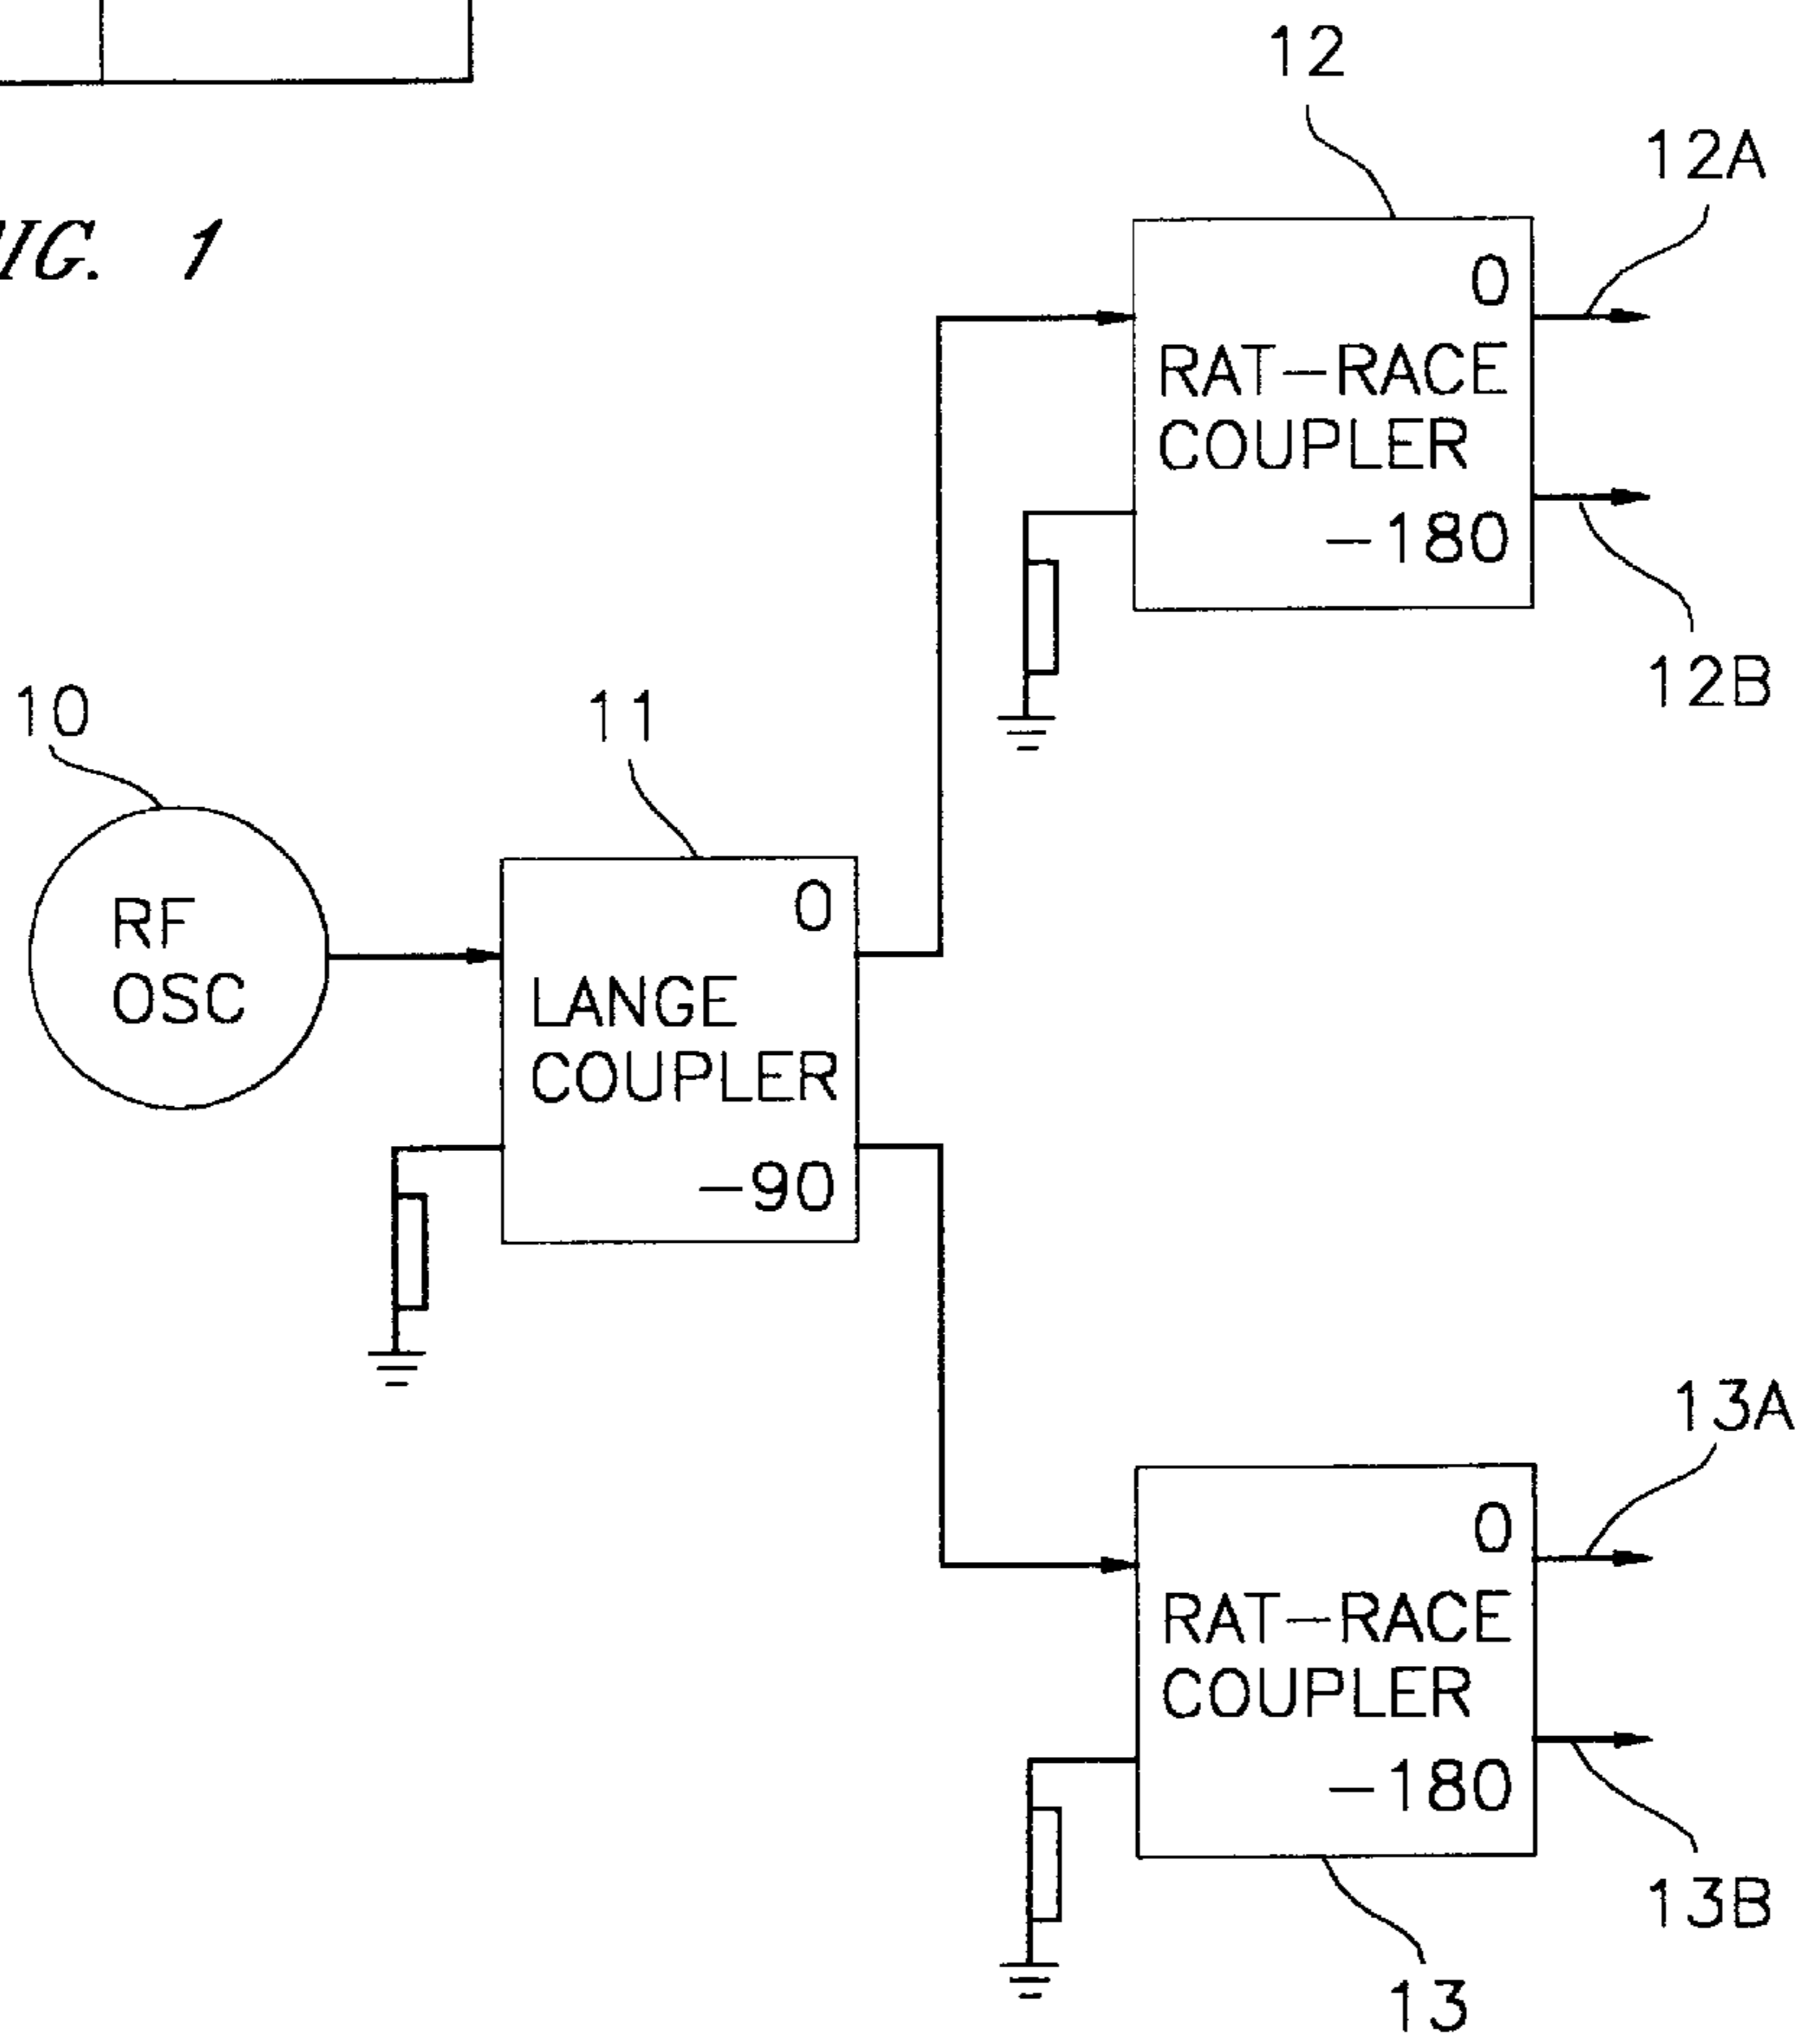 12
12A
IG. 1
0
RAT-RACE
COUPLER
-180
12B
10
11
RF
OSC
0
LANGE
COUPLER
-90
13A
0
RAT-RACE
COUPLER
-180
13B
13